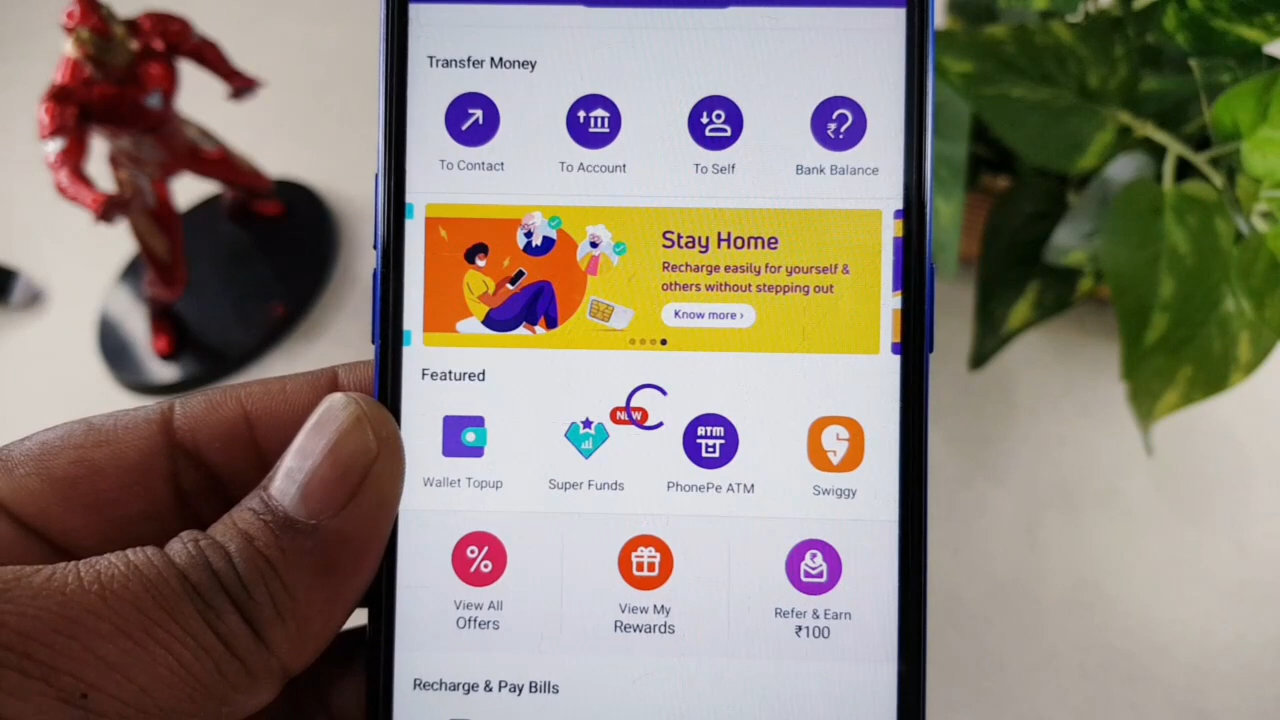 Transfer Money
To Contact
To Account
To Self
Bank Balance
₹?
Stay Home
Recharge easily for yourself &
others without stepping out
Know more ›
Featured
NEW
ATM
Wallet Topup
Super Funds
PhonePe ATM
Swiggy
%
₹
View All
Offers
View My
Rewards
Refer & Earn
₹100
Recharge & Pay Bills